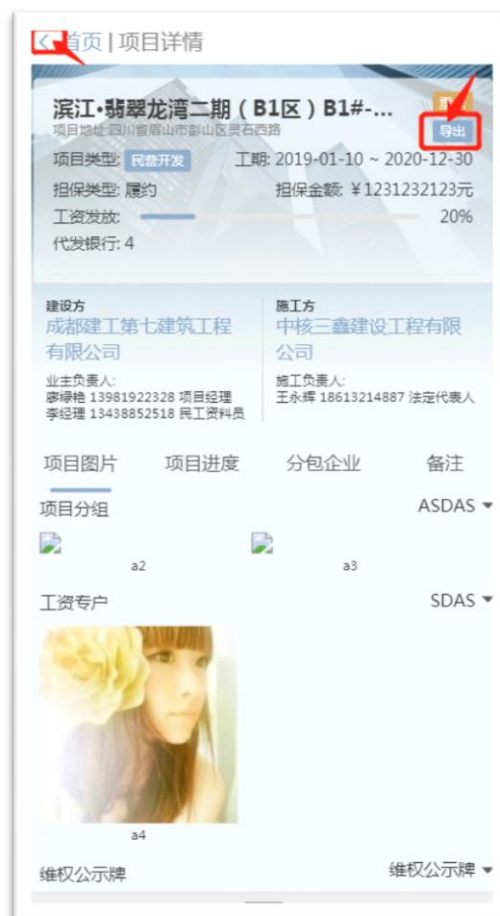 首页 | 项目详情
滨江·翡翠龙湾二期（B1区）B1#-...
项目地址:四川省眉山市彭山区灵石西路
导出
项目类型: 民营开发 工期: 2019-01-10 ~ 2020-12-30
担保类型: 履约 担保金额: ¥1231232123元
工资发放: 20%
代发银行: 4
建设方
成都建工第七建筑工程
有限公司
业主负责人:
廖绿艳 13981922328 项目经理
李经理 13438852518 民工资料员
施工方
中核三鑫建设工程有限
公司
施工负责人:
王永辉 18613214887 法定代表人
项目图片 项目进度 分包企业 备注
项目分组 ASDAS
a2 a3
工资专户 SDAS
a4
维权公示牌 维权公示牌